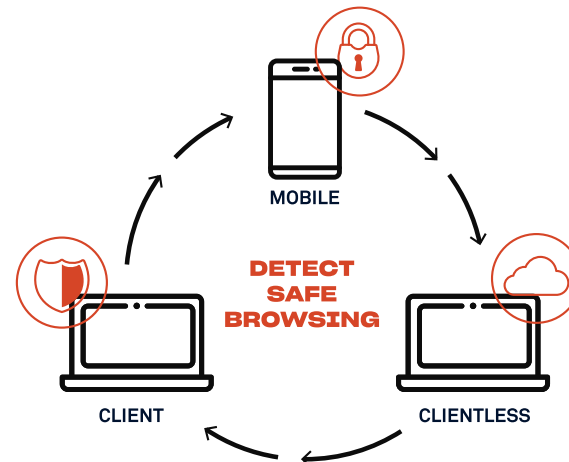 MOBILE
DETECT
SAFE
BROWSING
CLIENT
CLIENTLESS